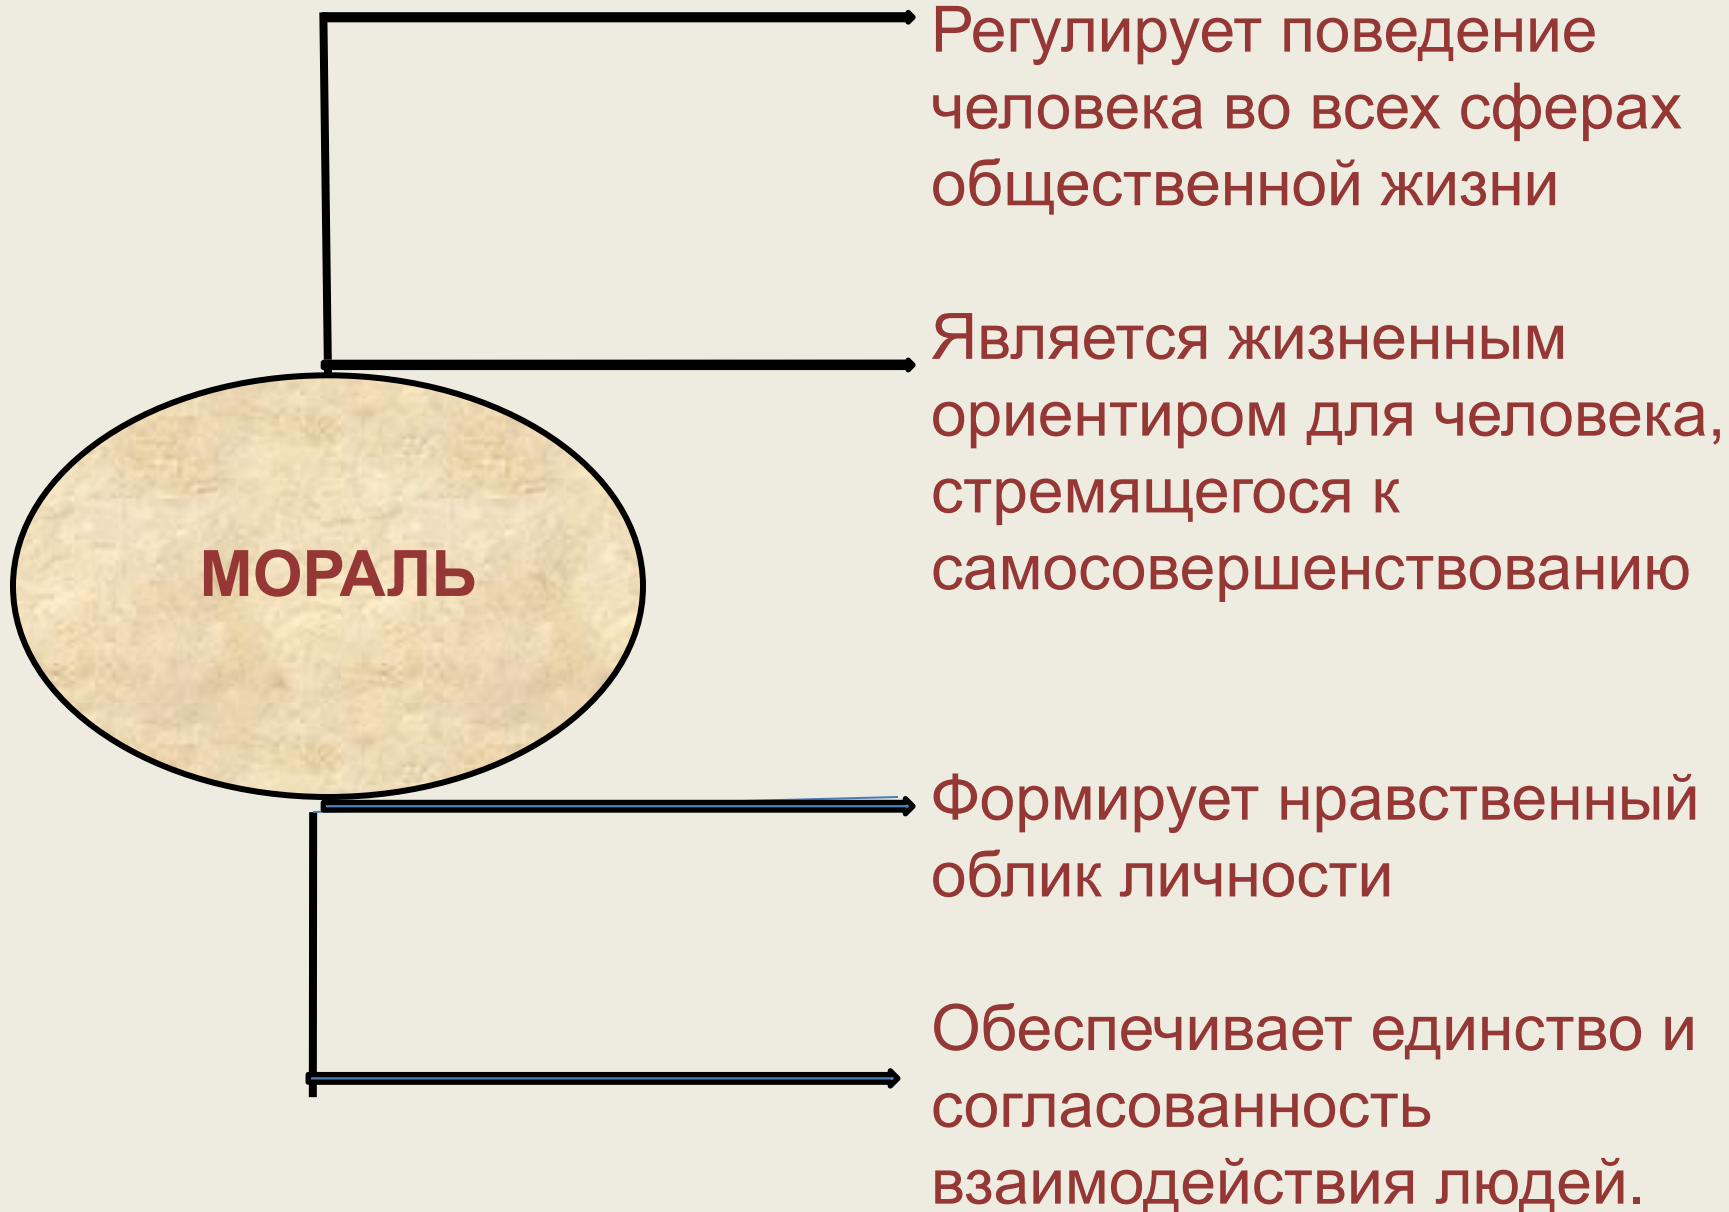 Регулирует поведение
человека во всех сферах
общественной жизни
Является жизненным
ориентиром для человека,
стремящегося к
самосовершенствованию
МОРАЛЬ
Формирует нравственный
облик личности
Обеспечивает единство и
согласованность
взаимодействия людей.